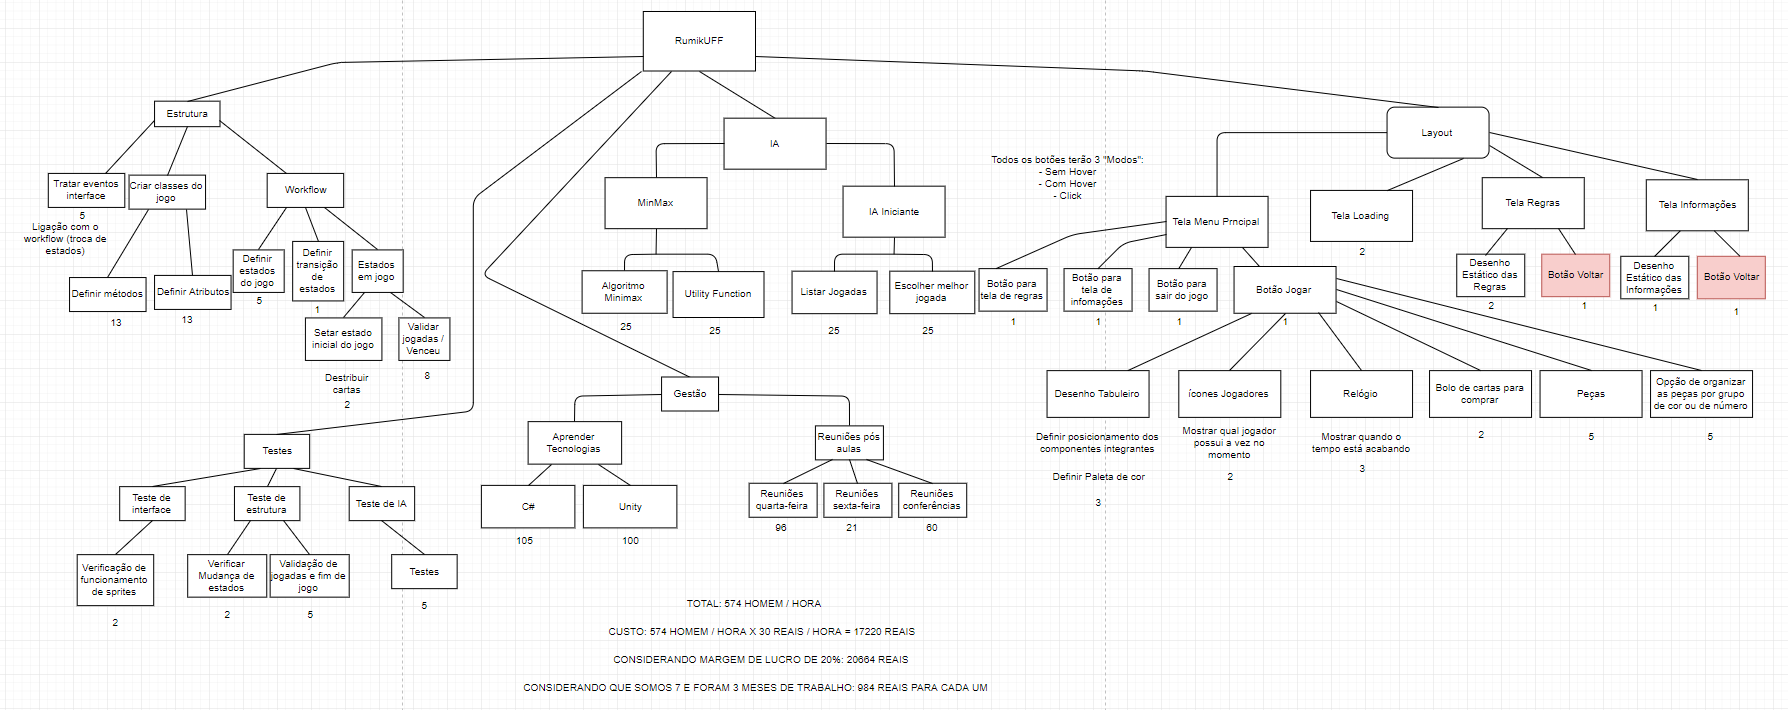 RumikUFF
Estrutura
Tratar eventos
interface
5
Ligação com o
workflow (troca de
estados)
Criar classes do
jogo
Definir métodos
13
Definir Atributos
13
Workflow
Definir
estados
do jogo
5
Definir
transição
de
estados
1
Estados
em jogo
Setar estado
inicial do jogo
Destribuir
cartas
2
Validar
jogadas /
Venceu
8
IA
MinMax
Algoritmo
Minimax
25
Utility Function
25
IA Iniciante
Listar Jogadas
25
Escolher melhor
jogada
25
Todos os botões terão 3 "Modos":
- Sem Hover
- Com Hover
- Click
Layout
Tela Menu Prncipal
Botão para
tela de regras
1
Botão para
tela de
infomações
1
Botão para
sair do jogo
1
Botão Jogar
1
Tela Loading
2
Tela Regras
Desenho
Estático das
Regras
2
Botão Voltar
1
Tela Informações
Desenho
Estático das
Informações
1
Botão Voltar
1
Desenho Tabuleiro
Definir posicionamento dos
componentes integrantes
Definir Paleta de cor
3
ícones Jogadores
Mostrar qual jogador
possui a vez no
momento
2
Relógio
Mostrar quando o
tempo está acabando
3
Bolo de cartas para
comprar
2
Peças
5
Opção de organizar
as peças por grupo
de cor ou de número
5
Gestão
Aprender
Tecnologias
C#
105
Unity
100
Reuniões pós
aulas
Reuniões
quarta-feira
96
Reuniões
sexta-feira
21
Reuniões
conferências
60
Testes
Teste de
interface
Verificação de
funcionamento
de sprites
2
Teste de
estrutura
Verificar
Mudança de
estados
2
Validação de
jogadas e fim de
jogo
5
Teste de IA
Testes
5
TOTAL: 574 HOMEM / HORA
CUSTO: 574 HOMEM / HORA X 30 REAIS / HORA = 17220 REAIS
CONSIDERANDO MARGEM DE LUCRO DE 20%: 20664 REAIS
CONSIDERANDO QUE SOMOS 7 E FORAM 3 MESES DE TRABALHO: 984 REAIS PARA CADA UM